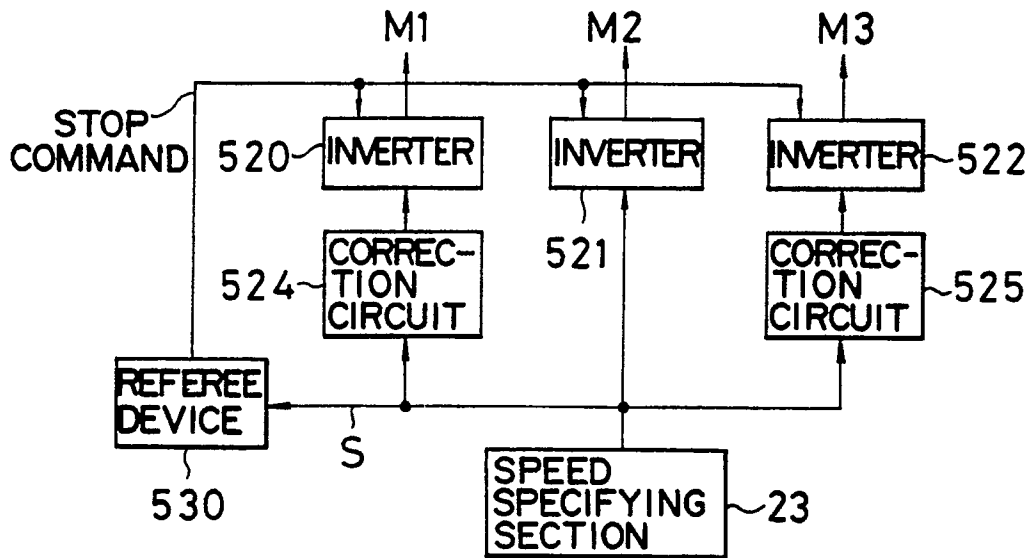 M1
M2
M3
STOP
COMMAND
520
INVERTER
INVERTER
INVERTER
522
521
524
CORREC-
TION
CIRCUIT
CORREC-
TION
CIRCUIT
525
REFEREE
DEVICE
S
530
SPEED
SPECIFYING
SECTION
23